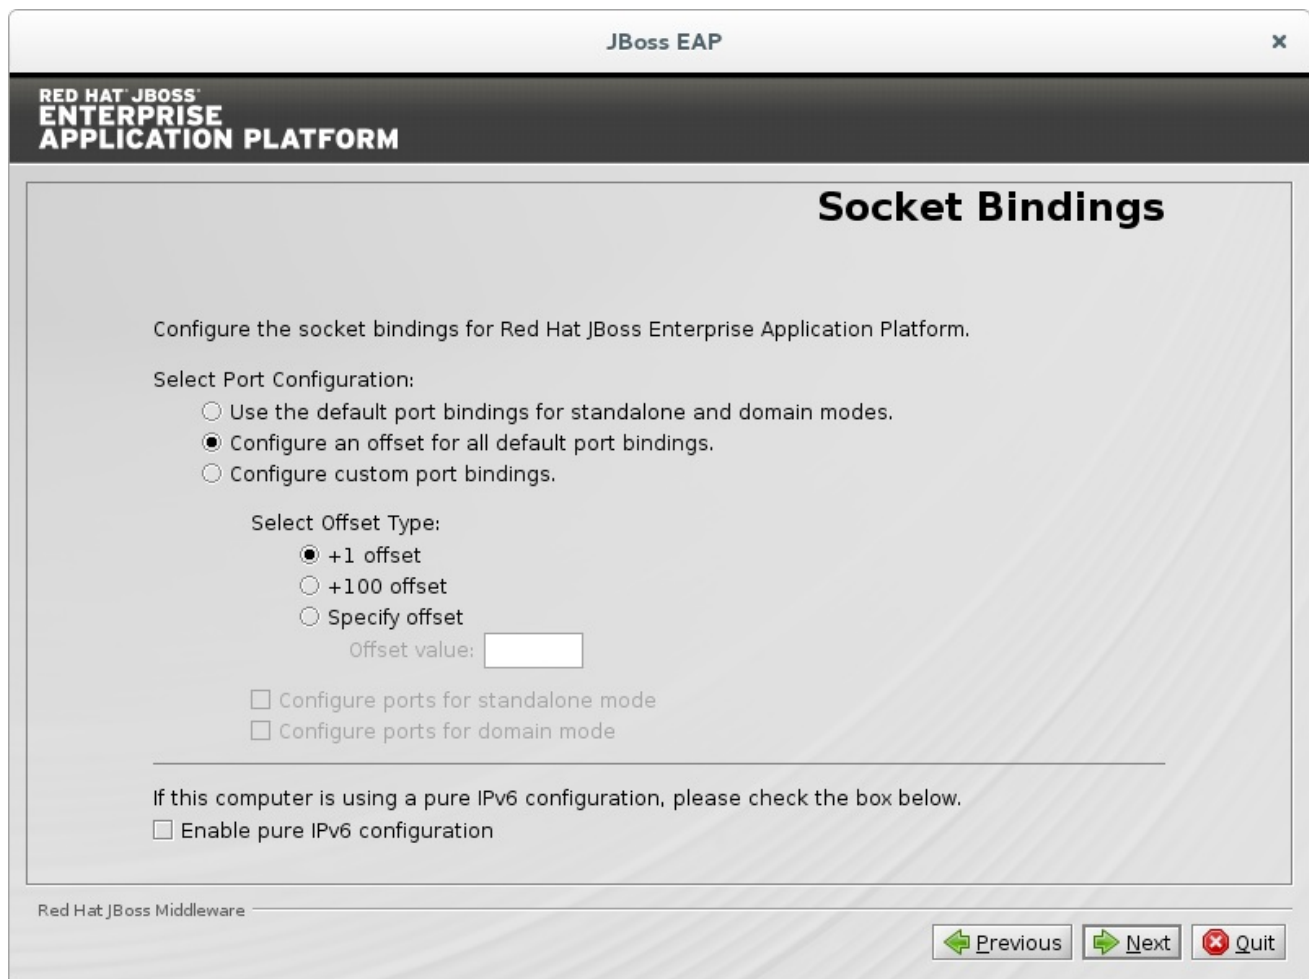 JBoss EAP
RED HAT JBOSS
ENTERPRISE
APPLICATION PLATFORM
Socket Bindings
Configure the socket bindings for Red Hat JBoss Enterprise Application Platform.
Select Port Configuration:
Use the default port bindings for standalone and domain modes.
Configure an offset for all default port bindings.
Configure custom port bindings.
Select Offset Type:
+1 offset
+100 offset
Specify offset
Offset value:
Configure ports for standalone mode
Configure ports for domain mode
If this computer is using a pure IPv6 configuration, please check the box below.
Enable pure IPv6 configuration
Red Hat JBoss Middleware
Previous Next Quit